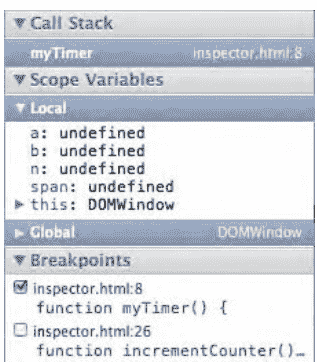 Call Stack
myTimer inspector.html:8
Scope Variables
Local
a: undefined
b: undefined
n: undefined
span: undefined
this: DOMWindow
Global DOMWindow
Breakpoints
inspector.html:8
function myTimer() {
inspector.html:26
function incrementCounter()…